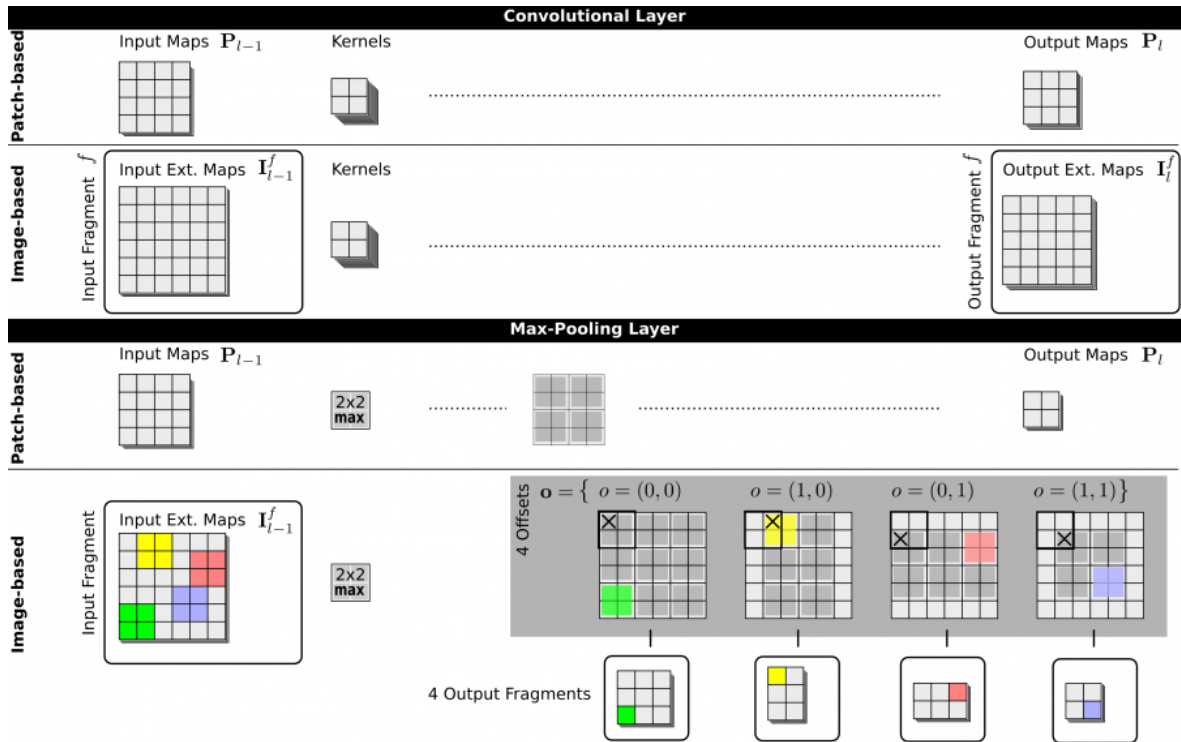 Convolutional Layer
Patch-based
Input Maps P_{l−1}
Kernels
Output Maps P_l
Image-based
Input Fragment f
Input Ext. Maps I^f_{l−1}
Kernels
Output Fragment f
Output Ext. Maps I^f_l
Max-Pooling Layer
Patch-based
Input Maps P_{l−1}
2x2
max
Output Maps P_l
Image-based
Input Fragment
Input Ext. Maps I^f_{l−1}
2x2
max
4 Offsets
o = { o = (0, 0) o = (1, 0) o = (0, 1) o = (1, 1)}
4 Output Fragments